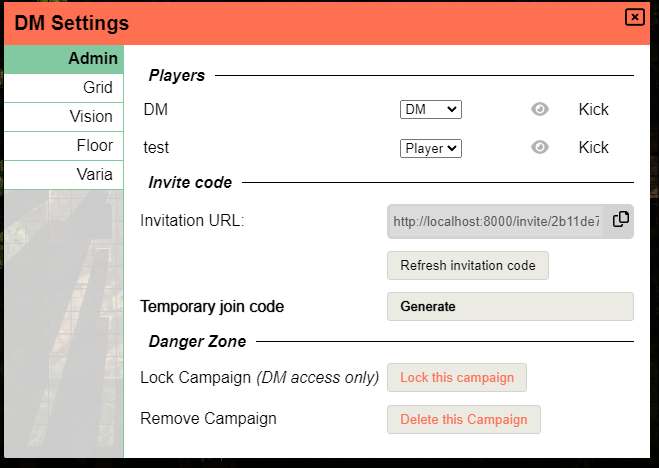 DM Settings
Admin
Grid
Vision
Floor
Varia
Players
DM DM Kick
test Player Kick
Invite code
Invitation URL: http://localhost:8000/invite/2b11de7
Refresh invitation code
Temporary join code Generate
Danger Zone
Lock Campaign (DM access only) Lock this campaign
Remove Campaign Delete this Campaign